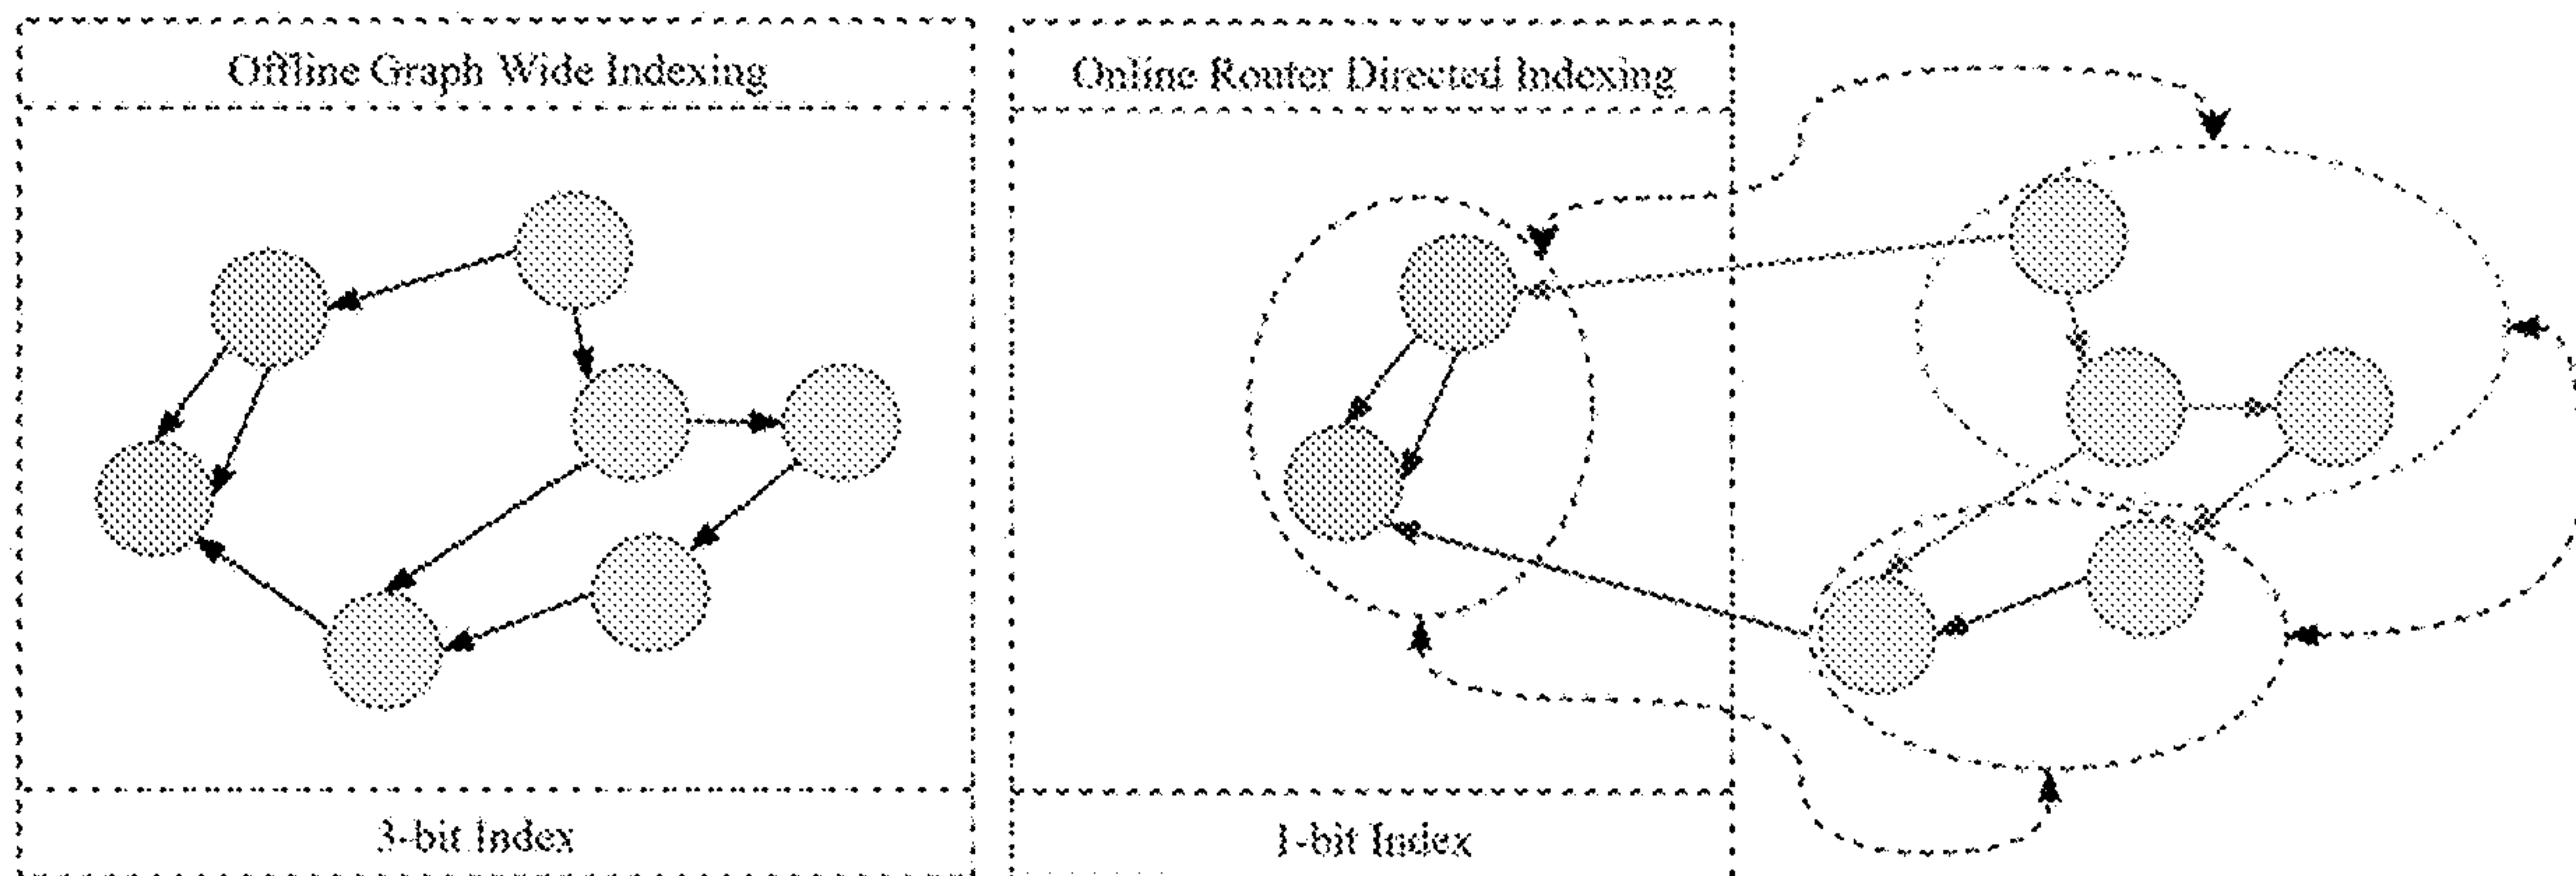 Offline Graph Wide Indexing
Online Router Directed Indexing
3-bit Index
1-bit Index